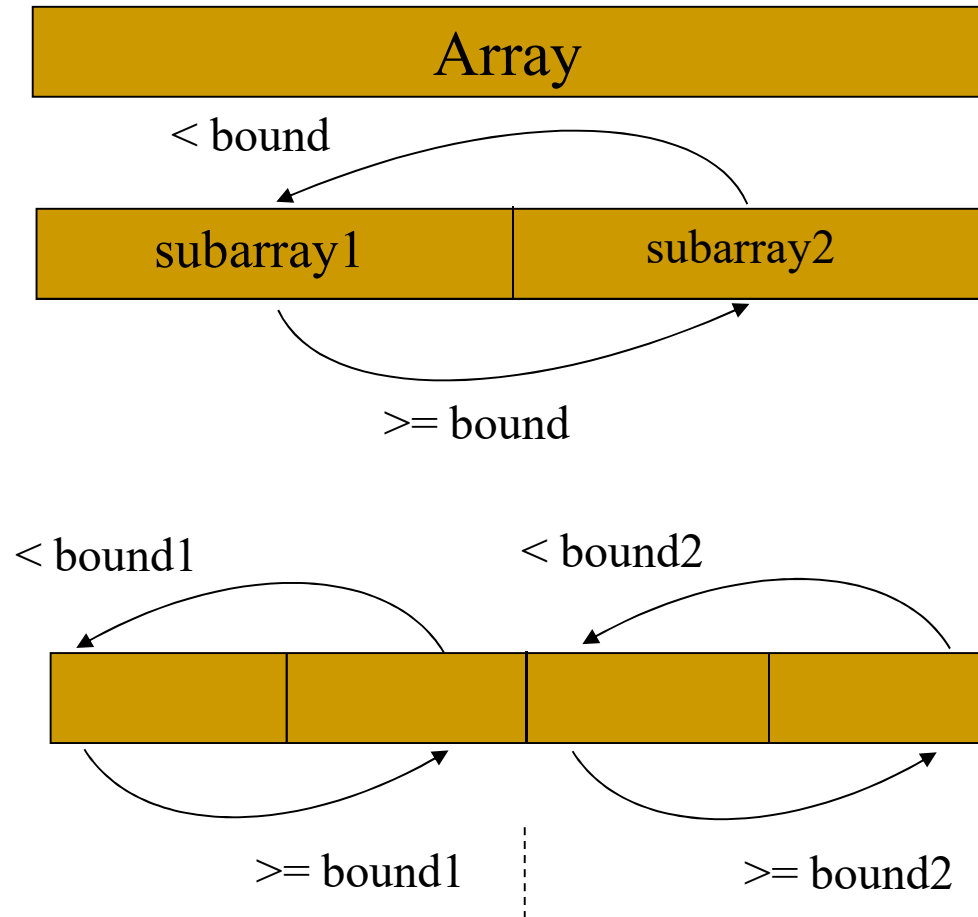 Array
< bound
subarray1
subarray2
>= bound
< bound1
< bound2
>= bound1
>= bound2